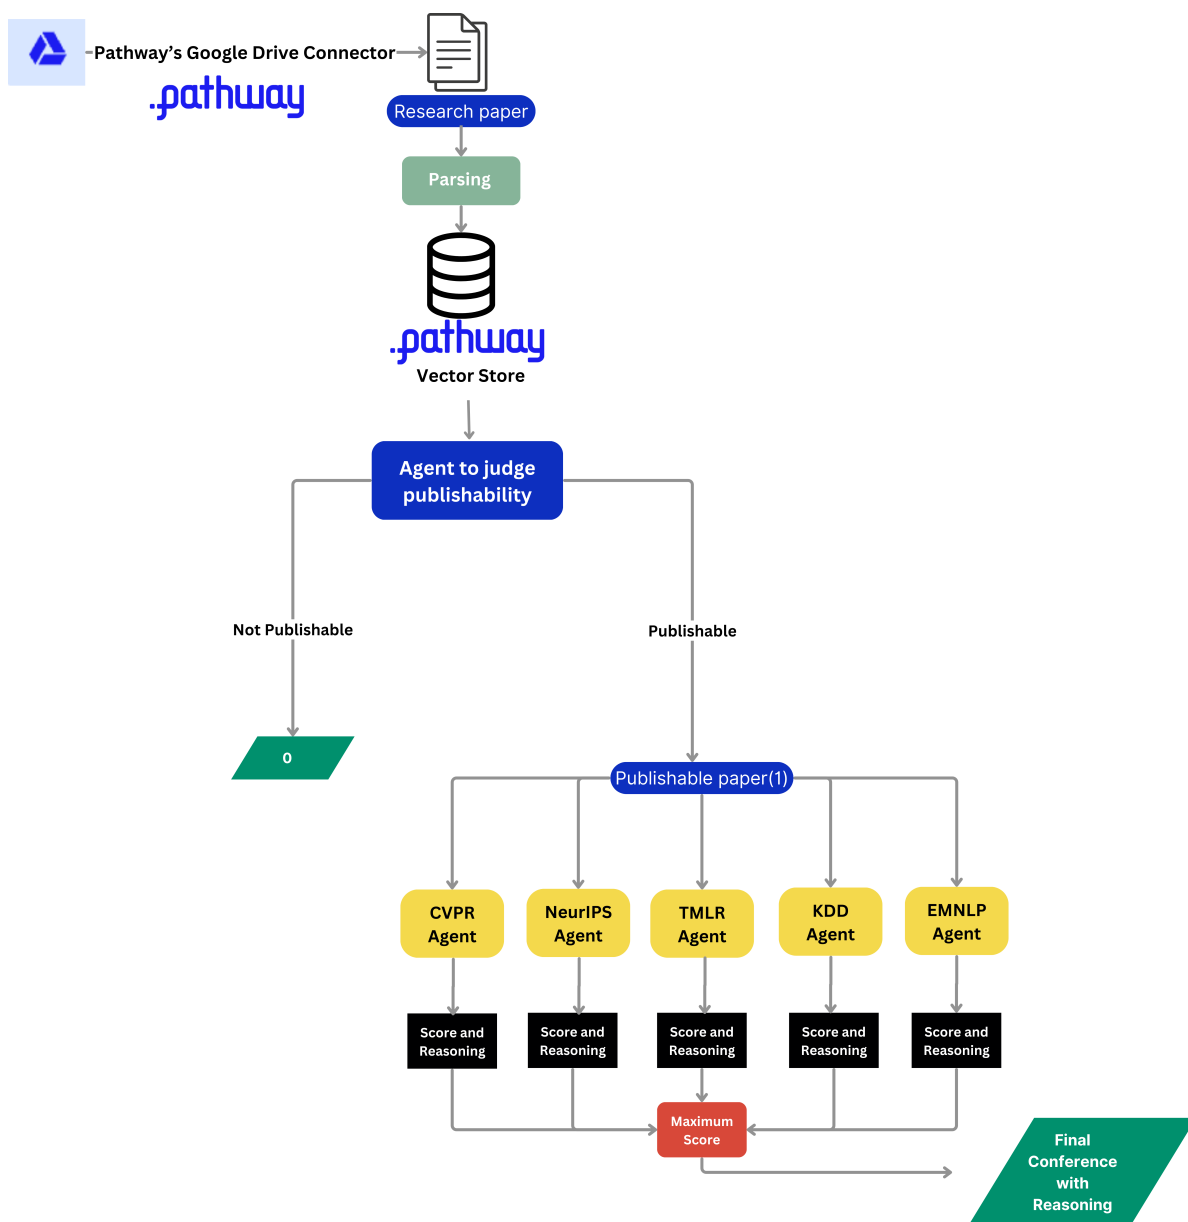 Pathway’s Google Drive Connector
.pathway
Research paper
Parsing
.pathway
Vector Store
Agent to judge
publishability
Not Publishable
Publishable
0
Publishable paper(1)
CVPR
Agent
NeurIPS
Agent
TMLR
Agent
KDD
Agent
EMNLP
Agent
Score and
Reasoning
Score and
Reasoning
Score and
Reasoning
Score and
Reasoning
Score and
Reasoning
Maximum
Score
Final
Conference
with
Reasoning